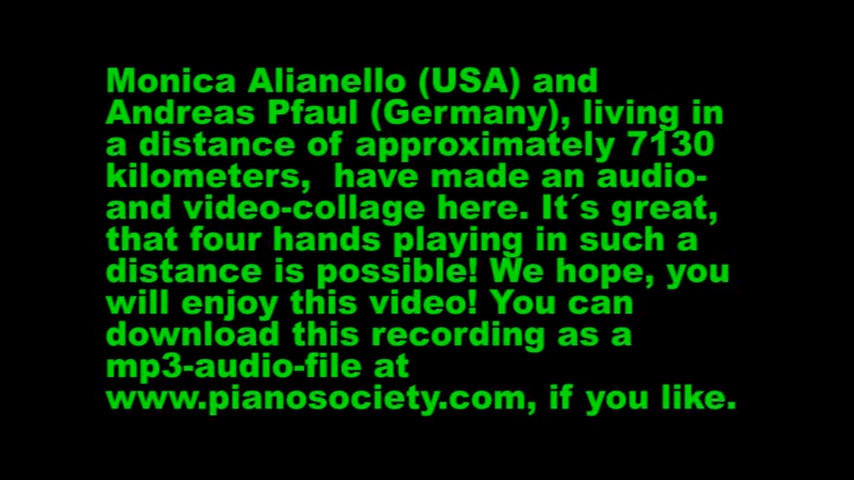 Monica Alianello (USA) and
Andreas Pfaul (Germany), living in
a distance of approximately 7130
kilometers,  have made an audio-
and video-collage here. It´s great,
that four hands playing in such a
distance is possible! We hope, you
will enjoy this video! You can
download this recording as a
mp3-audio-file at
www.pianosociety.com, if you like.